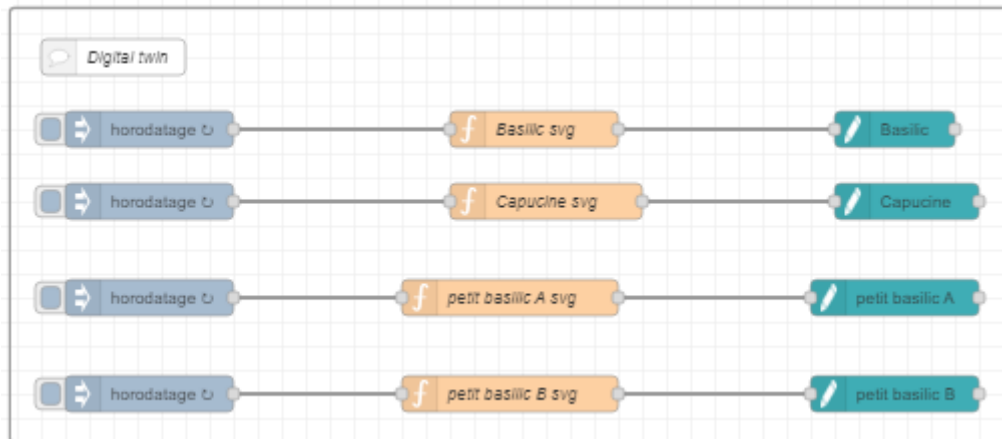 Digital twin
horodatage ↻ Basilic svg Basilic
horodatage ↻ Capucine svg Capucine
horodatage ↻ petit basilic A svg petit basilic A
horodatage ↻ petit basilic B svg petit basilic B